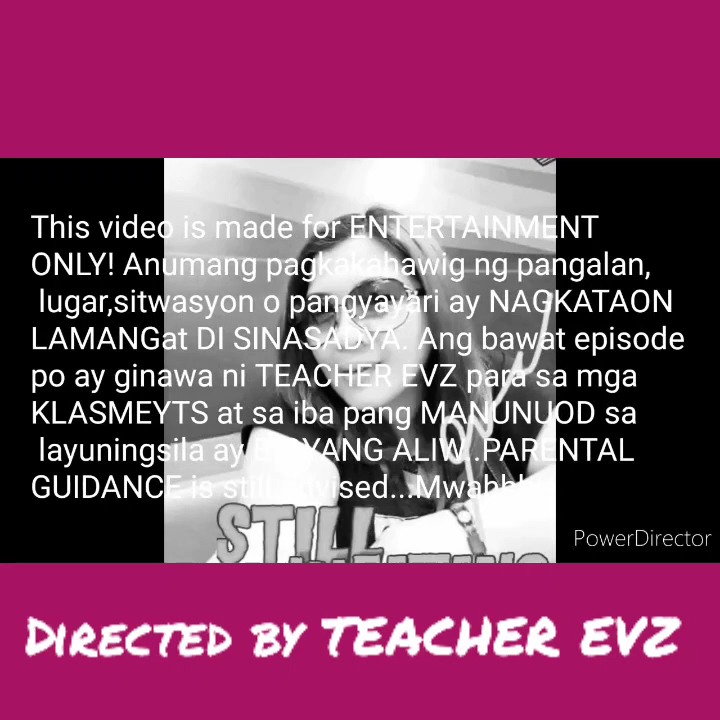 This video is made for ENTERTAINMENT
ONLY! Anumang pagkakahawig ng pangalan,
lugar,sitwasyon o pangyayari ay NAGKATAON
LAMANGat DI SINASADYA. Ang bawat episode
po ay ginawa ni TEACHER EVZ para sa mga
KLASMEYTS at sa iba pang MANUNUOD sa
layuningsila ay ALIW..PARENTAL
GUIDANCE is still advised...
STILL
PowerDirector
DIRECTED BY TEACHER EVZ